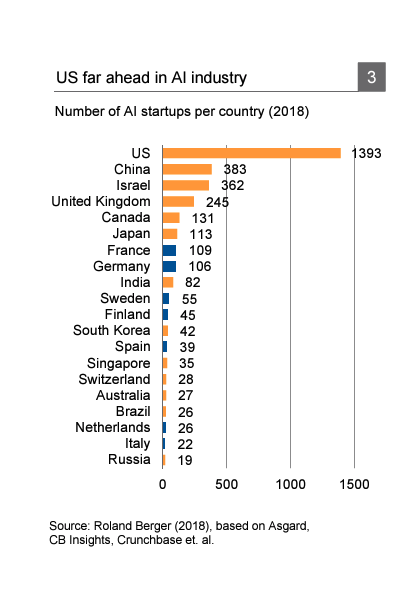 US far ahead in AI industry 3
Number of AI startups per country (2018)
US 1393
China 383
Israel 362
United Kingdom 245
Canada 131
Japan 113
France 109
Germany 106
India 82
Sweden 55
Finland 45
South Korea 42
Spain 39
Singapore 35
Switzerland 28
Australia 27
Brazil 26
Netherlands 26
Italy 22
Russia 19
0 500 1000 1500
Source: Roland Berger (2018), based on Asgard,
CB Insights, Crunchbase et. al.